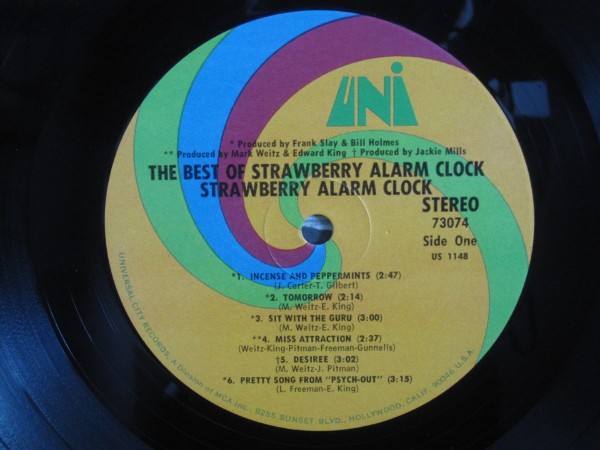 UNI
* Produced by Frank Slay & Bill Holmes
** Produced by Mark Weitz & Edward King † Produced by Jackie Mills
THE BEST OF STRAWBERRY ALARM CLOCK
STRAWBERRY ALARM CLOCK
STEREO
73074
Side One
US 1148
*1. INCENSE AND PEPPERMINTS (2:47)
(J. Carter-T. Gilbert)
*2. TOMORROW (2:14)
(M. Weitz-E. King)
*3. SIT WITH THE GURU (3:00)
(M. Weitz-E. King)
**4. MISS ATTRACTION (2:37)
(Weitz-King-Pitman-Freeman-Gunnells)
†5. DESIREE (3:02)
(M. Weitz-J. Pitman)
*6. PRETTY SONG FROM "PSYCH-OUT" (3:15)
(L. Freeman-E. King)
UNIVERSAL CITY RECORDS, A Division of MCA Inc., 8255 SUNSET BLVD., HOLLYWOOD, CALIF. 90046 U.S.A.